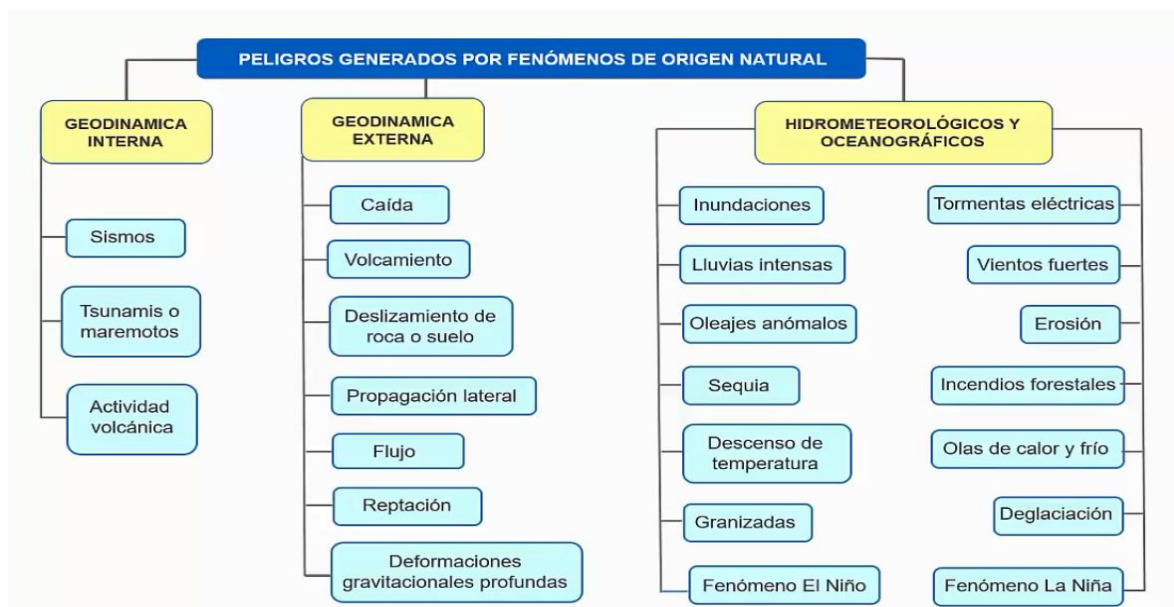 PELIGROS GENERADOS POR FENÓMENOS DE ORIGEN NATURAL
GEODINAMICA
INTERNA
Sismos
Tsunamis o
maremotos
Actividad
volcánica
GEODINAMICA
EXTERNA
Caída
Volcamiento
Deslizamiento de
roca o suelo
Propagación lateral
Flujo
Reptación
Deformaciones
gravitacionales profundas
HIDROMETEOROLÓGICOS Y
OCEANOGRÁFICOS
Inundaciones
Lluvias intensas
Oleajes anómalos
Sequia
Descenso de
temperatura
Granizadas
Fenómeno El Niño
Tormentas eléctricas
Vientos fuertes
Erosión
Incendios forestales
Olas de calor y frío
Deglaciación
Fenómeno La Niña